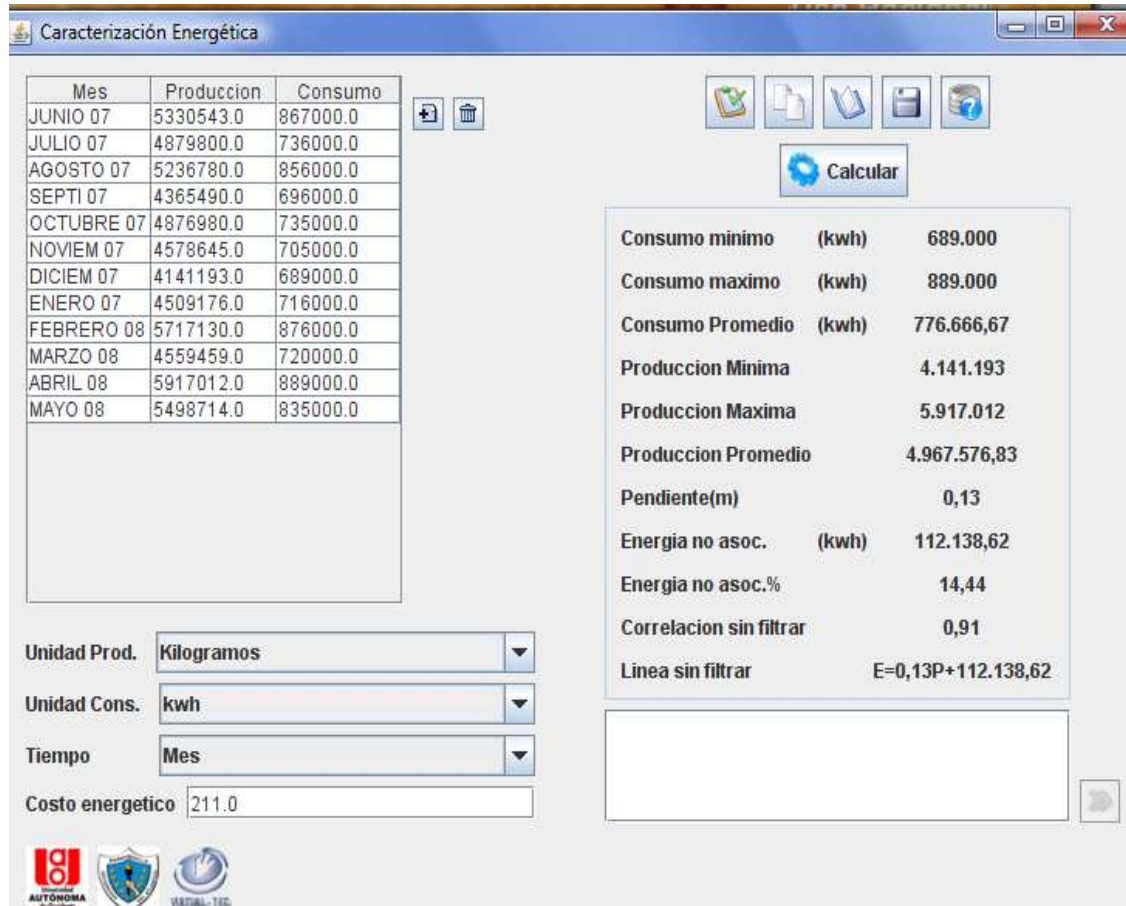 Caracterización Energética
Mes Produccion Consumo
JUNIO 07 5330543.0 867000.0
JULIO 07 4879800.0 736000.0
AGOSTO 07 5236780.0 856000.0
SEPTI 07 4365490.0 696000.0
OCTUBRE 07 4876980.0 735000.0
NOVIEM 07 4578645.0 705000.0
DICIEM 07 4141193.0 689000.0
ENERO 07 4509176.0 716000.0
FEBRERO 08 5717130.0 876000.0
MARZO 08 4559459.0 720000.0
ABRIL 08 5917012.0 889000.0
MAYO 08 5498714.0 835000.0
Unidad Prod. Kilogramos
Unidad Cons. kwh
Tiempo Mes
Costo energetico 211.0
AUTÓNOMA
Calcular
Consumo minimo (kwh) 689.000
Consumo maximo (kwh) 889.000
Consumo Promedio (kwh) 776.666,67
Produccion Minima 4.141.193
Produccion Maxima 5.917.012
Produccion Promedio 4.967.576,83
Pendiente(m) 0,13
Energia no asoc. (kwh) 112.138,62
Energia no asoc.% 14,44
Correlacion sin filtrar 0,91
Linea sin filtrar E=0,13P+112.138,62